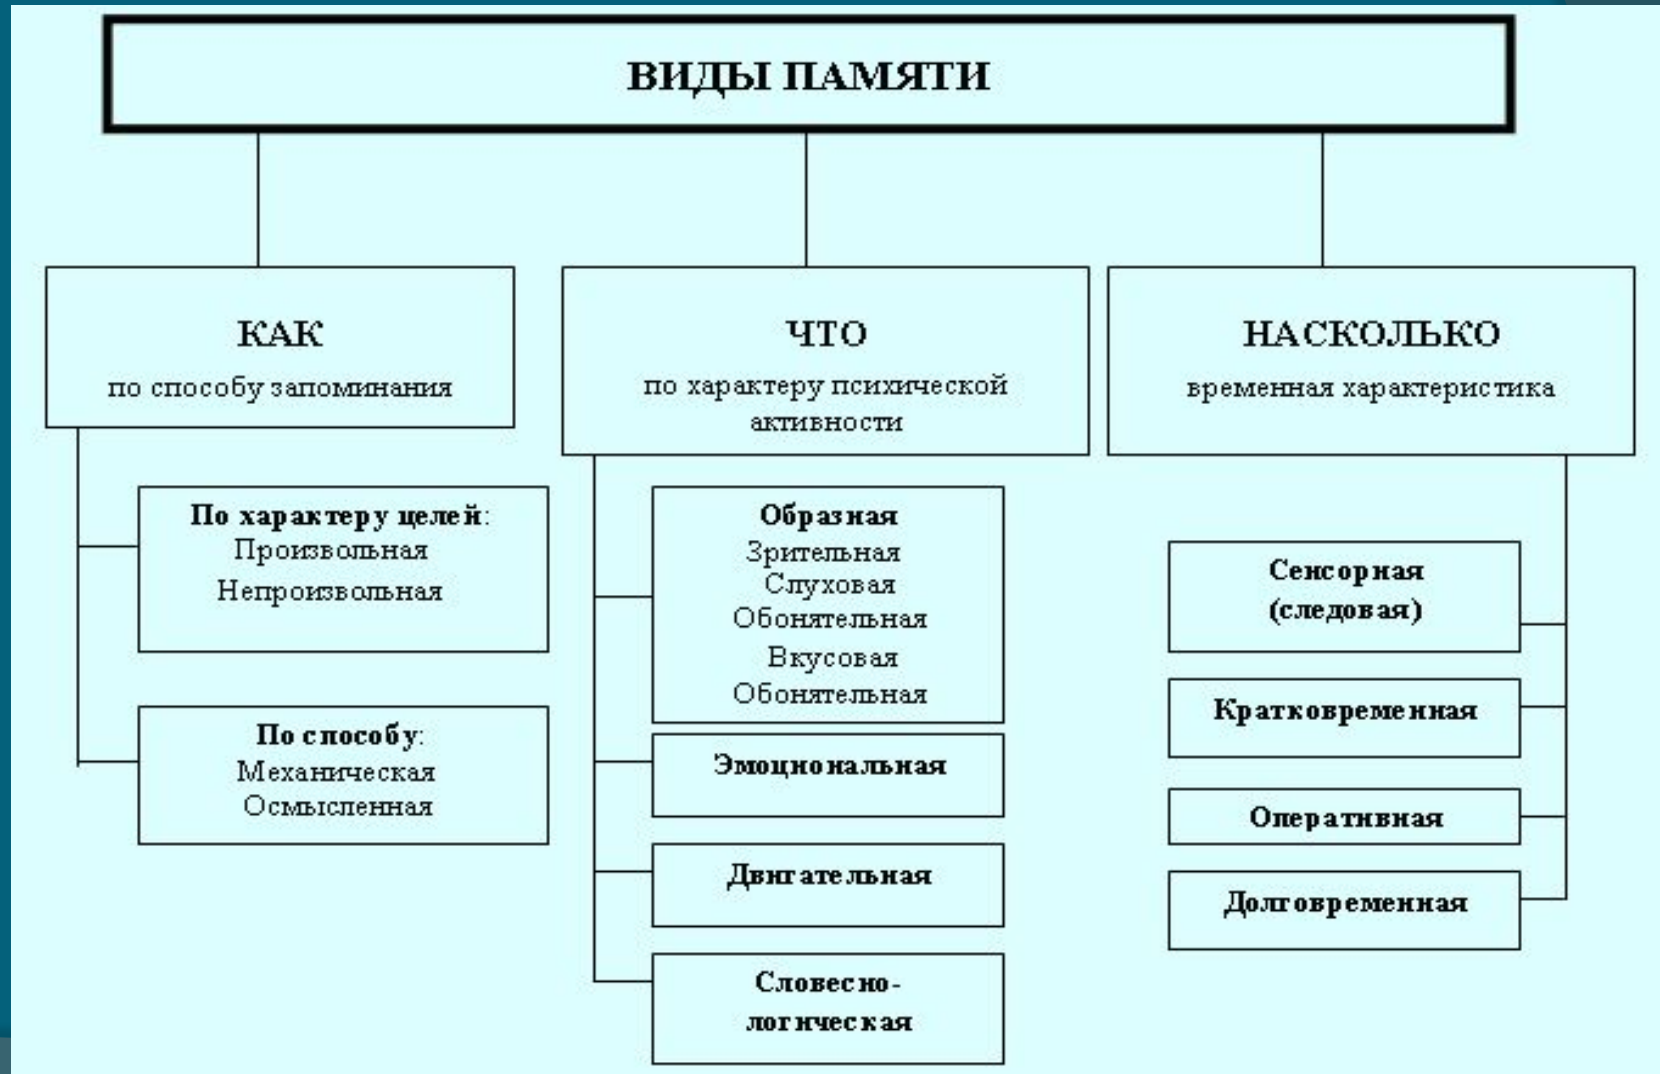 ВИДЫ ПАМЯТИ
КАК
по способу запоминания
По характеру целей:
Произвольная
Непроизвольная
По способу:
Механическая
Осмысленная
ЧТО
по характеру психической
активности
Образная
Зрительная
Слуховая
Обонятельная
Вкусовая
Обонятельная
Эмоциональная
Двигательная
Словесно-
логическая
НАСКОЛЬКО
временная характеристика
Сенсорная
(следовая)
Кратковременная
Оперативная
Долговременная